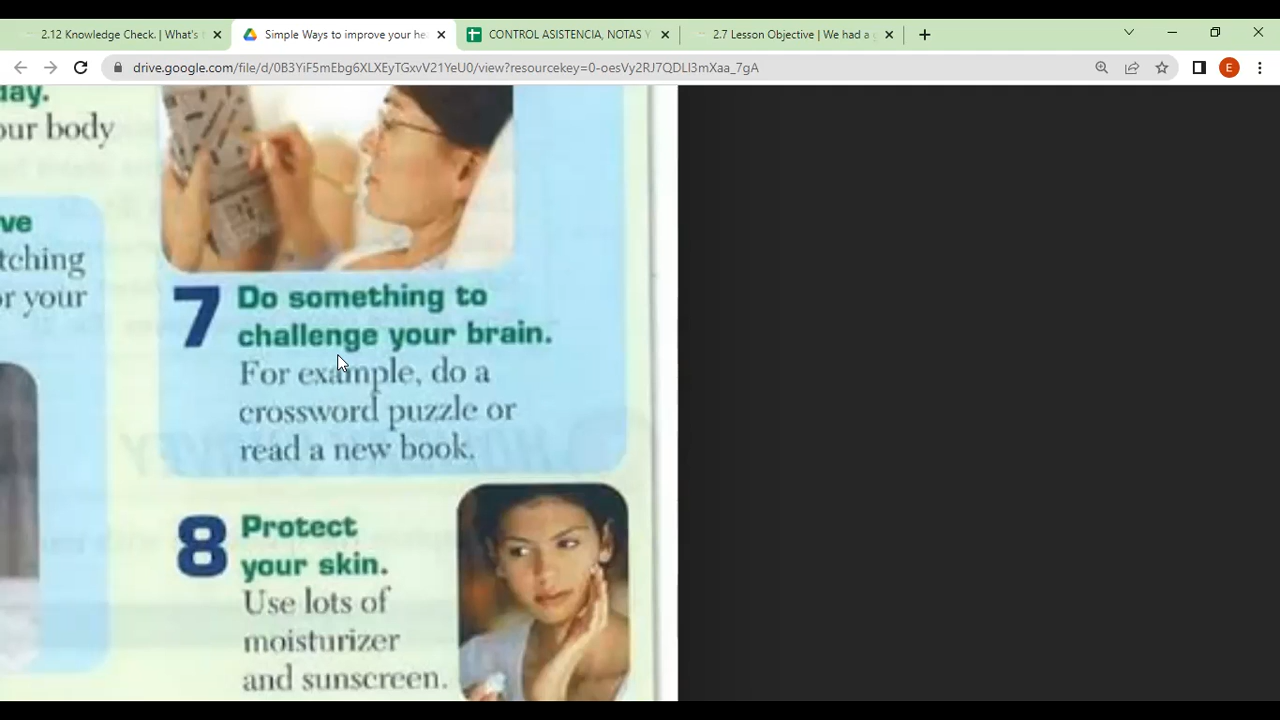 2.12 Knowledge Check. | What's
Simple Ways to improve your he
CONTROL ASISTENCIA, NOTAS Y
2.7 Lesson Objective | We had a g
drive.google.com/file/d/0B3YiF5mEbg6XLXEyTGxvV21YeU0/view?resourcekey=0-oesVy2RJ7QDLl3mXaa_7gA
E
day.
our body
ve
tching
or your
7 Do something to
challenge your brain.
For example, do a
crossword puzzle or
read a new book.
8 Protect
your skin.
Use lots of
moisturizer
and sunscreen.